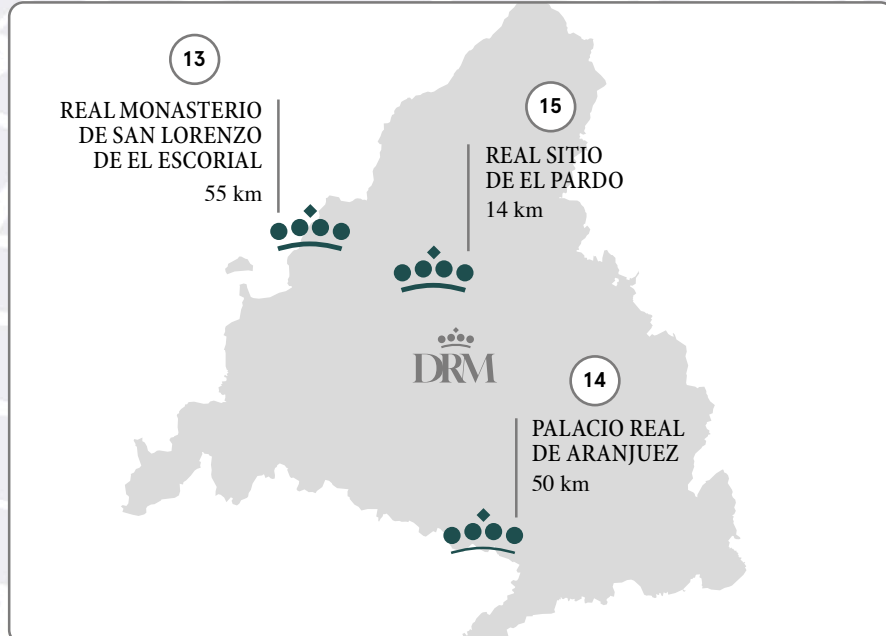 13
REAL MONASTERIO
DE SAN LORENZO
DE EL ESCORIAL
55 km
15
REAL SITIO
DE EL PARDO
14 km
DRM
14
PALACIO REAL
DE ARANJUEZ
50 km